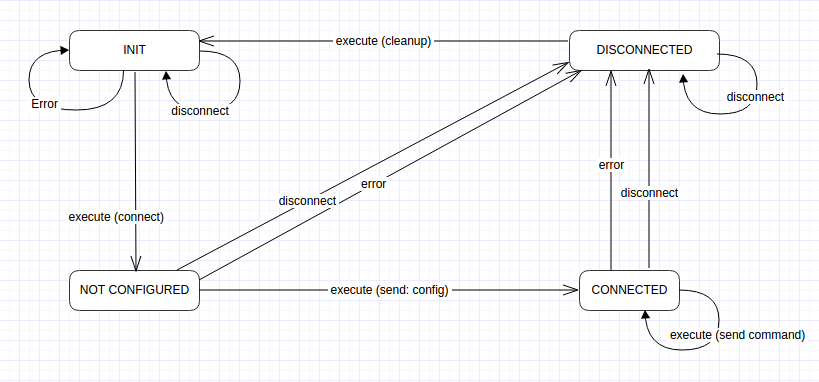 INIT
execute (cleanup)
DISCONNECTED
Error
disconnect
disconnect
error
error
disconnect
disconnect
execute (connect)
NOT CONFIGURED
execute (send: config)
CONNECTED
execute (send command)